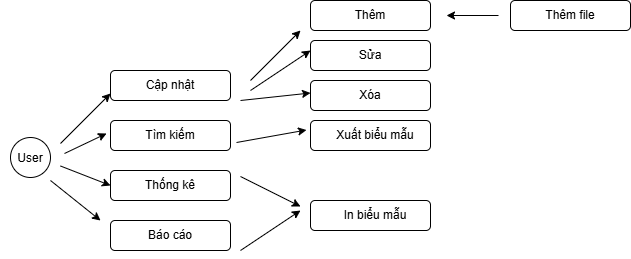 Thêm
Thêm file
Sửa
Cập nhật
Xóa
Tìm kiếm
Xuất biểu mẫu
User
Thống kê
In biểu mẫu
Báo cáo